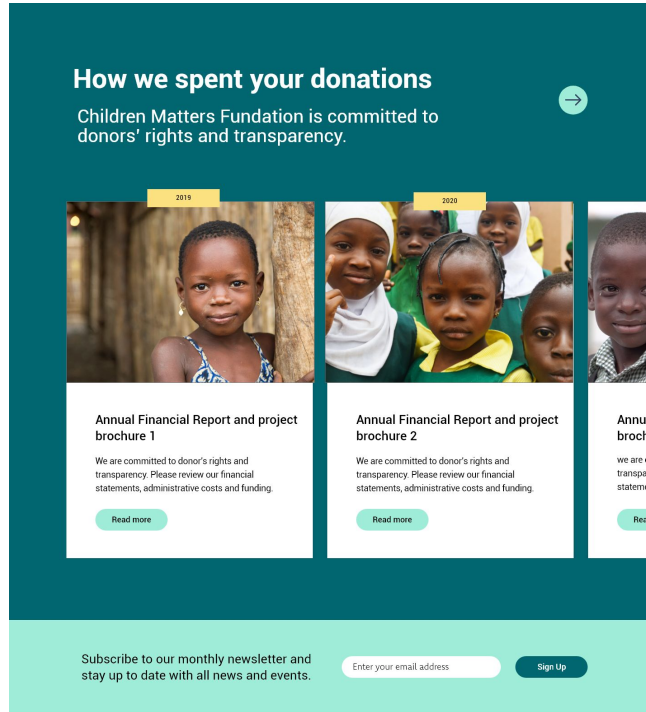 How we spent your donations
Children Matters Fundation is committed to
donors' rights and transparency.
2019
Annual Financial Report and project
brochure 1
We are committed to donor's rights and
transparency. Please review our financial
statements, administrative costs and funding.
Read more
2020
Annual Financial Report and project
brochure 2
We are committed to donor's rights and
transparency. Please review our financial
statements, administrative costs and funding.
Read more
we are
Subscribe to our monthly newsletter and
stay up to date with all news and events.
Enter your email address
Sign Up